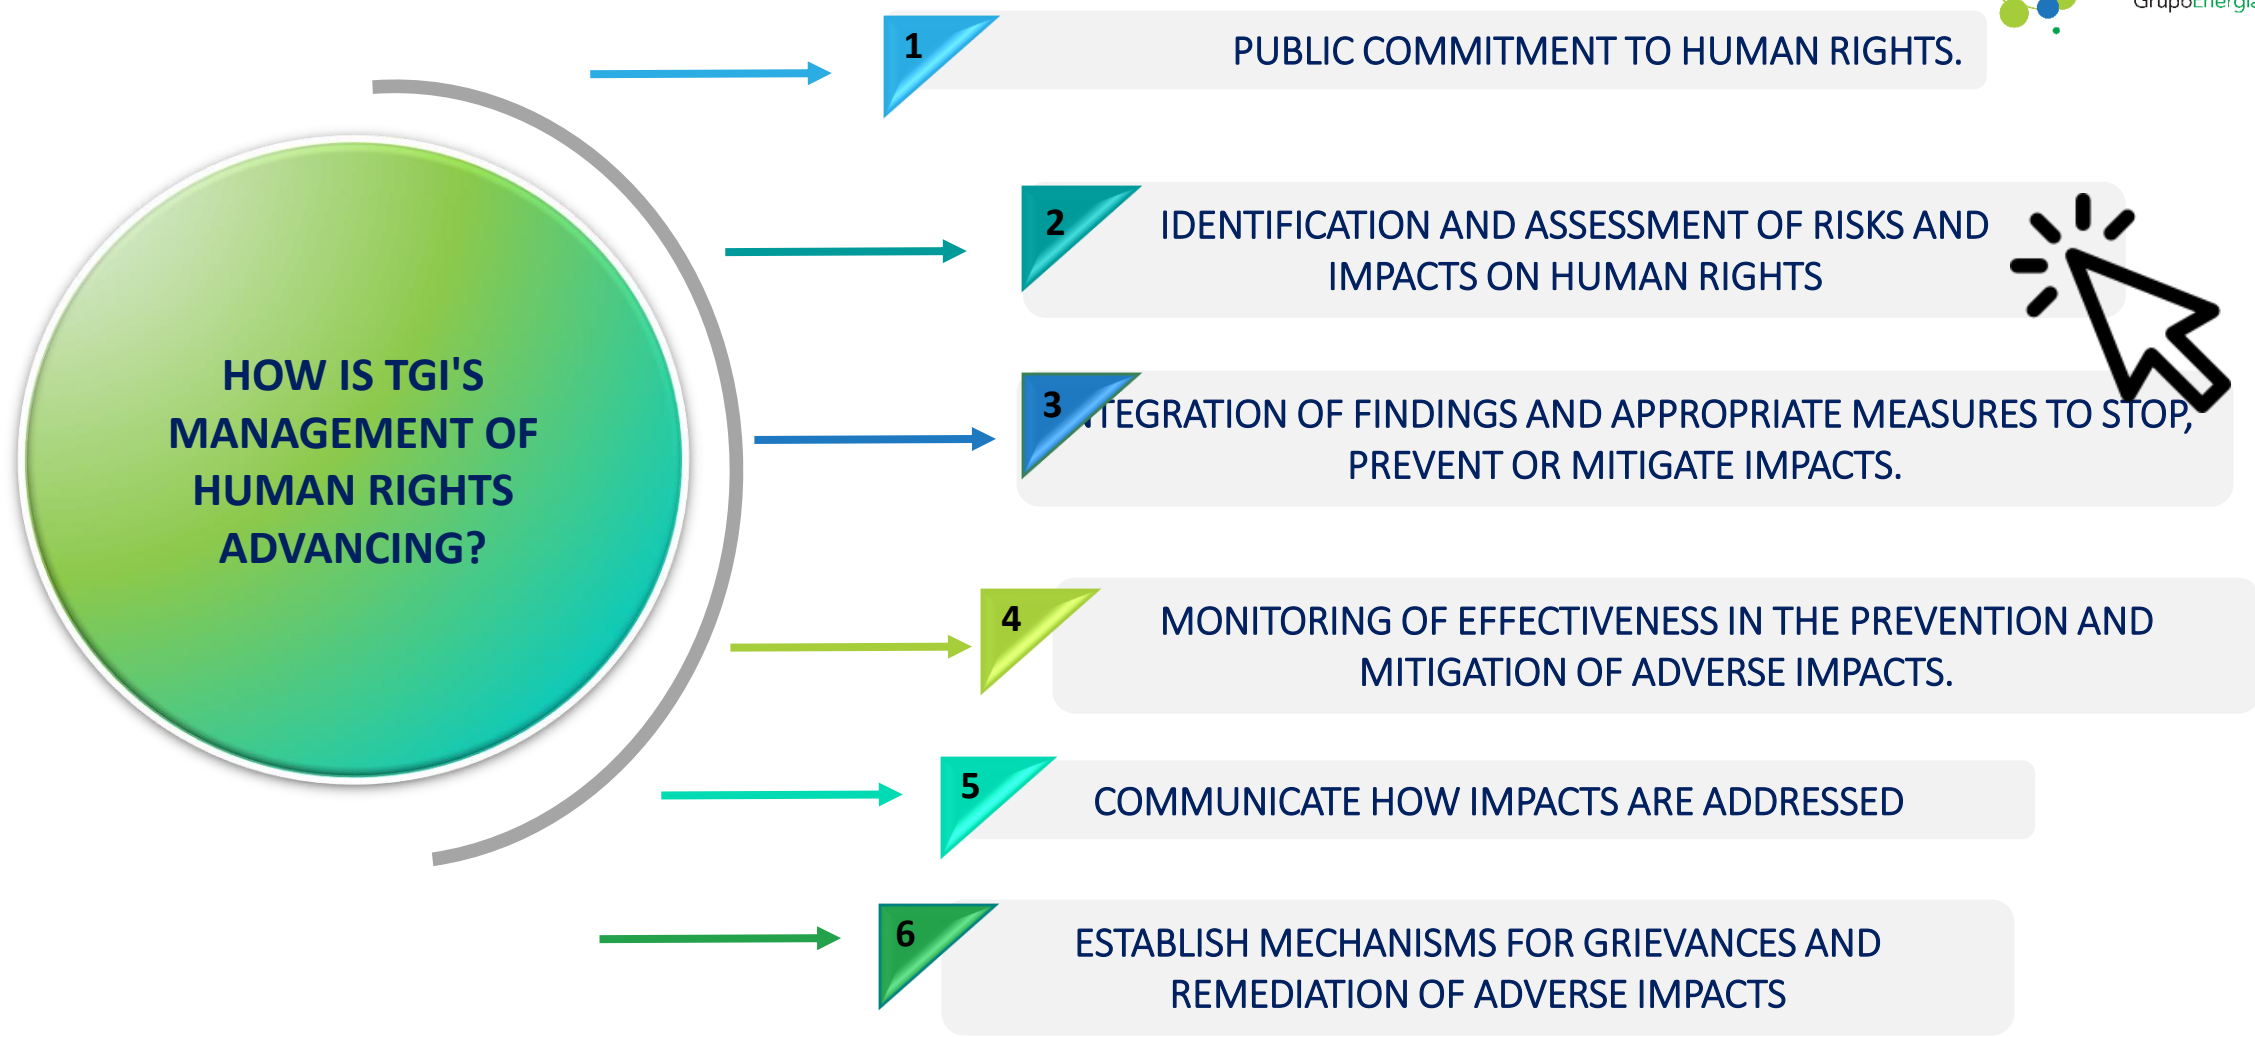 GrupoEnergía
1
PUBLIC COMMITMENT TO HUMAN RIGHTS.
2
IDENTIFICATION AND ASSESSMENT OF RISKS AND
IMPACTS ON HUMAN RIGHTS
HOW IS TGI'S
MANAGEMENT OF
HUMAN RIGHTS
ADVANCING?
3
NTEGRATION OF FINDINGS AND APPROPRIATE MEASURES TO STOP,
PREVENT OR MITIGATE IMPACTS.
4
MONITORING OF EFFECTIVENESS IN THE PREVENTION AND
MITIGATION OF ADVERSE IMPACTS.
5
COMMUNICATE HOW IMPACTS ARE ADDRESSED
6
ESTABLISH MECHANISMS FOR GRIEVANCES AND
REMEDIATION OF ADVERSE IMPACTS